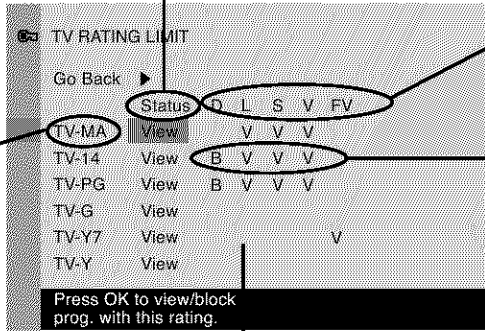 TV RATING LIMIT
Go Back ▶
Status D L S V FV
TV-MA View V V V
TV-14 View B V V V
TV-PG View B V V V
TV-G View
TV-Y7 View V
TV-Y View
Press OK to view/block
prog. with this rating.